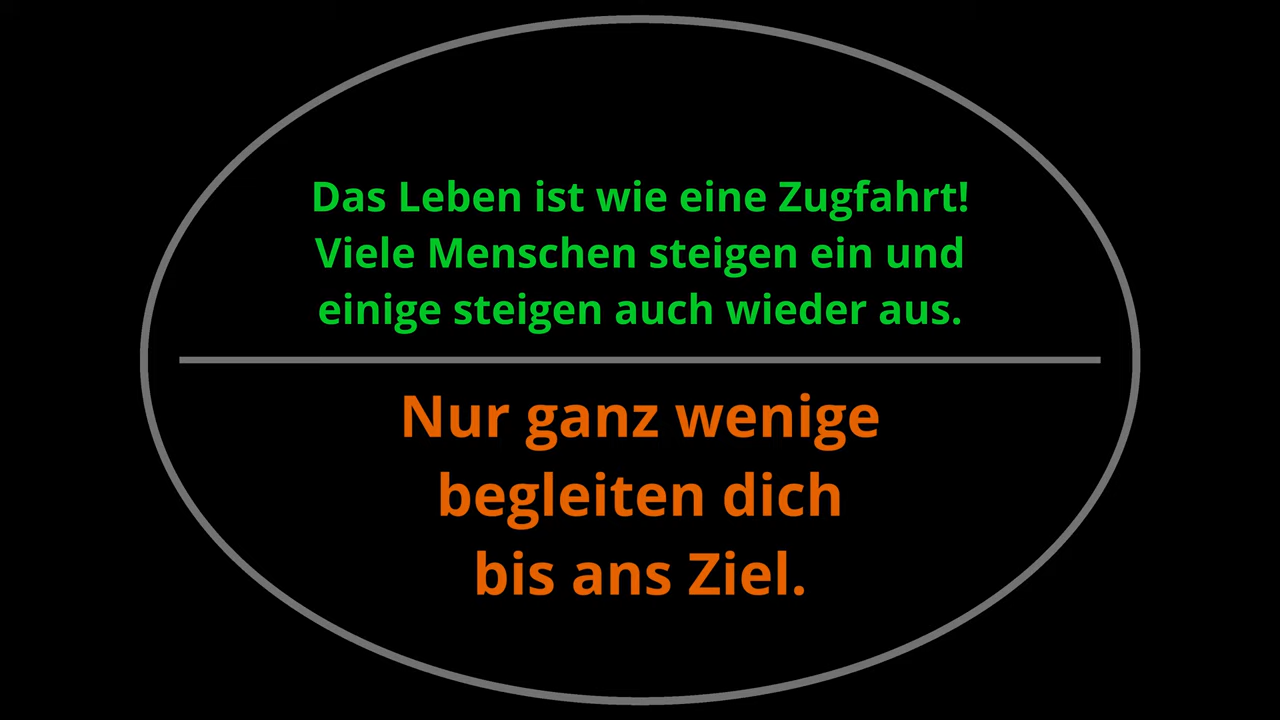 Das Leben ist wie eine Zugfahrt!
Viele Menschen steigen ein und
einige steigen auch wieder aus.
Nur ganz wenige
begleiten dich
bis ans Ziel.